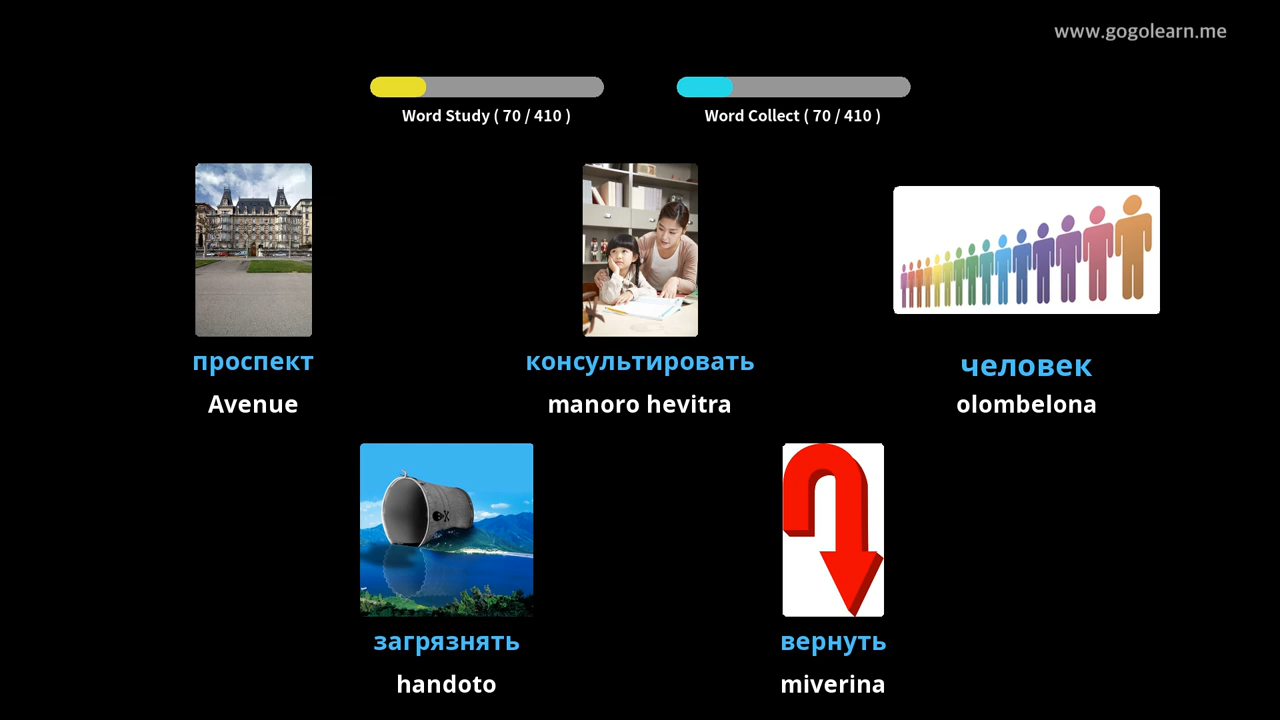 www.gogolearn.me
Word Study ( 70 / 410 )
Word Collect ( 70 / 410 )
проспект
консультировать
человек
Avenue
manoro hevitra
olombelona
загрязнять
вернуть
handoto
miverina